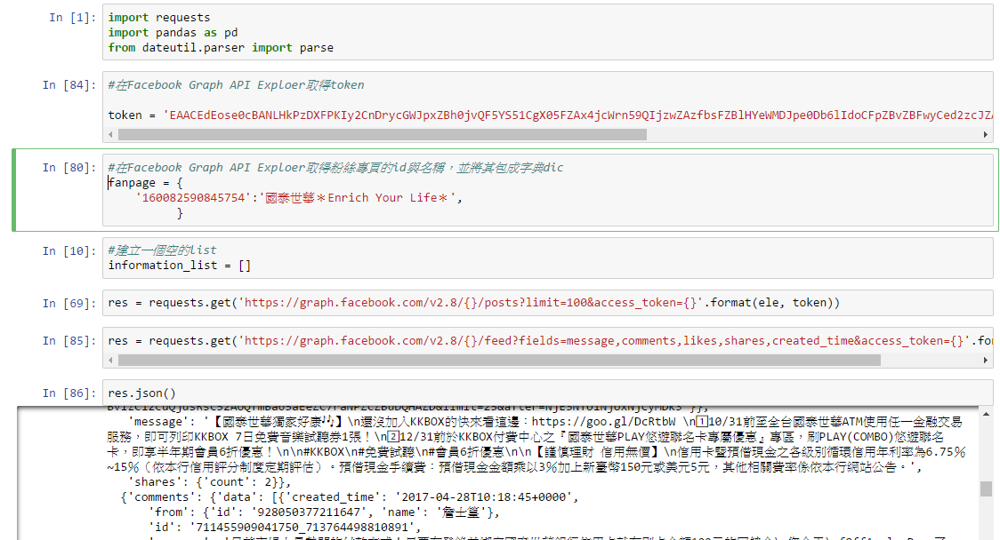 In [1]: import requests
import pandas as pd
from dateutil.parser import parse
In [84]: #在Facebook Graph API Exploer取得token
token = 'EAACEdEose0cBANLHkPzDXFPKIy2CnDrycGWJpxZBh0jvQF5YS51CgX05FZAx4jcWrn59QIjzwZAzfbsFZBlHYeWMDJpe0Db6lIdoCFpZBvZBFwyCed2zcJZA
In [80]: #在Facebook Graph API Exploer取得粉絲專頁的id與名稱，並將其包成字典dic
fanpage = {
'160082590845754':'國泰世華＊Enrich Your Life＊',
}
In [10]: #建立一個空的list
information_list = []
In [69]: res = requests.get('https://graph.facebook.com/v2.8/{}/posts?limit=100&access_token={}'.format(ele, token))
In [85]: res = requests.get('https://graph.facebook.com/v2.8/{}/feed?fields=message,comments,likes,shares,created_time&access_token={}'.for
In [86]: res.json()
'message': '【國泰世華獨家好康🎶】\n還沒加入KKBOX的快來看這邊：https://goo.gl/DcRtbW \n1️⃣10/31前至全台國泰世華ATM使用任一金融交易
服務，即可列印KKBOX 7日免費音樂試聽券1張！\n2️⃣12/31前於KKBOX付費中心之『國泰世華PLAY悠遊聯名卡專屬優惠』專區，刷PLAY(COMBO)悠遊聯名
卡，即享半年期會員6折優惠！\n\n#KKBOX\n#免費試聽\n#會員6折優惠\n\n【謹慎理財 信用無價】\n信用卡暨預借現金之各級別循環信用年利率為6.75％
~15％（依本行信用評分制度定期評估）。預借現金手續費：預借現金金額乘以3％加上新臺幣150元或美元5元，其他相關費率係依本行網站公告。',
'shares': {'count': 2}},
{'comments': {'data': [{'created_time': '2017-04-28T10:18:45+0000',
'from': {'id': '928050377211647', 'name': '詹士篁'},
'id': '711455909041750_713764498810891',